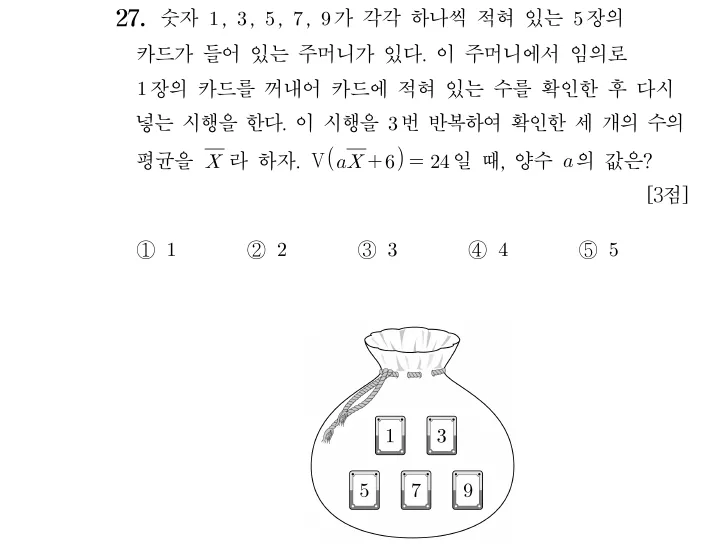 27. 숫자 1, 3, 5, 7, 9가 각각 하나씩 적혀 있는 5장의
카드가 들어 있는 주머니가 있다. 이 주머니에서 임의로
1장의 카드를 꺼내어 카드에 적혀 있는 수를 확인한 후 다시
넣는 시행을 한다. 이 시행을 3번 반복하여 확인한 세 개의 수의
평균을 X̅ 라 하자. V(aX̅+6)=24일 때, 양수 a의 값은?
[3점]
① 1 ② 2 ③ 3 ④ 4 ⑤ 5
1 3
5 7 9